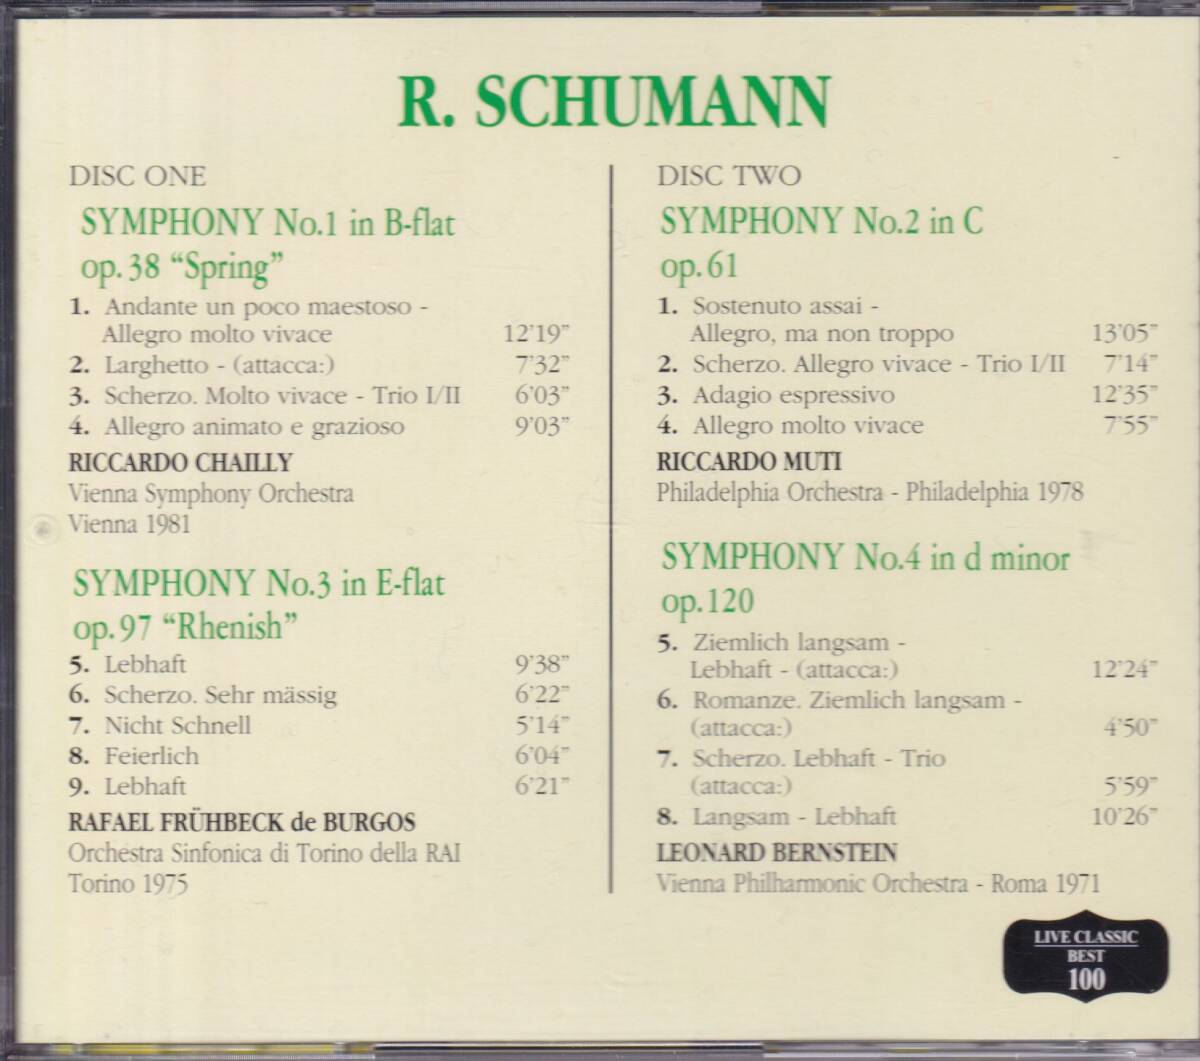 R. SCHUMANN
DISC ONE
SYMPHONY No.1 in B-flat
op.38 “Spring”
1. Andante un poco maestoso -
Allegro molto vivace 12'19”
2. Larghetto - (attacca:) 7'32”
3. Scherzo. Molto vivace - Trio I/II 6'03”
4. Allegro animato e grazioso 9'03”
RICCARDO CHAILLY
Vienna Symphony Orchestra
Vienna 1981
SYMPHONY No.3 in E-flat
op.97 “Rhenish”
5. Lebhaft 9'38”
6. Scherzo. Sehr mässig 6'22”
7. Nicht Schnell 5'14”
8. Feierlich 6'04”
9. Lebhaft 6'21”
RAFAEL FRÜHBECK de BURGOS
Orchestra Sinfonica di Torino della RAI
Torino 1975
DISC TWO
SYMPHONY No.2 in C
op.61
1. Sostenuto assai -
Allegro, ma non troppo 13'05”
2. Scherzo. Allegro vivace - Trio I/II 7'14”
3. Adagio espressivo 12'35”
4. Allegro molto vivace 7'55”
RICCARDO MUTI
Philadelphia Orchestra - Philadelphia 1978
SYMPHONY No.4 in d minor
op.120
5. Ziemlich langsam -
Lebhaft - (attacca:) 12'24”
6. Romanze. Ziemlich langsam -
(attacca:) 4'50”
7. Scherzo. Lebhaft - Trio
(attacca:) 5'59”
8. Langsam - Lebhaft 10'26”
LEONARD BERNSTEIN
Vienna Philharmonic Orchestra - Roma 1971
LIVE CLASSIC
BEST
100